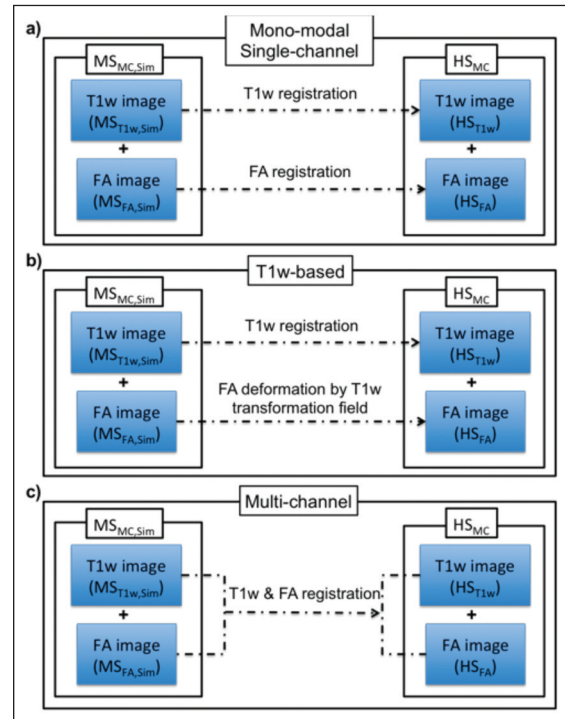 a)
Mono-modal
Single-channel
MS_MC,Sim
HS_MC
T1w image
(MS_T1w,Sim)
T1w registration
T1w image
(HS_T1w)
+
+
FA image
(MS_FA,Sim)
FA registration
FA image
(HS_FA)
b)
T1w-based
MS_MC,Sim
HS_MC
T1w image
(MS_T1w,Sim)
T1w registration
T1w image
(HS_T1w)
+
+
FA image
(MS_FA,Sim)
FA deformation by T1w
transformation field
FA image
(HS_FA)
c)
Multi-channel
MS_MC,Sim
HS_MC
T1w image
(MS_T1w,Sim)
T1w image
(HS_T1w)
+
T1w & FA registration
+
FA image
(MS_FA,Sim)
FA image
(HS_FA)